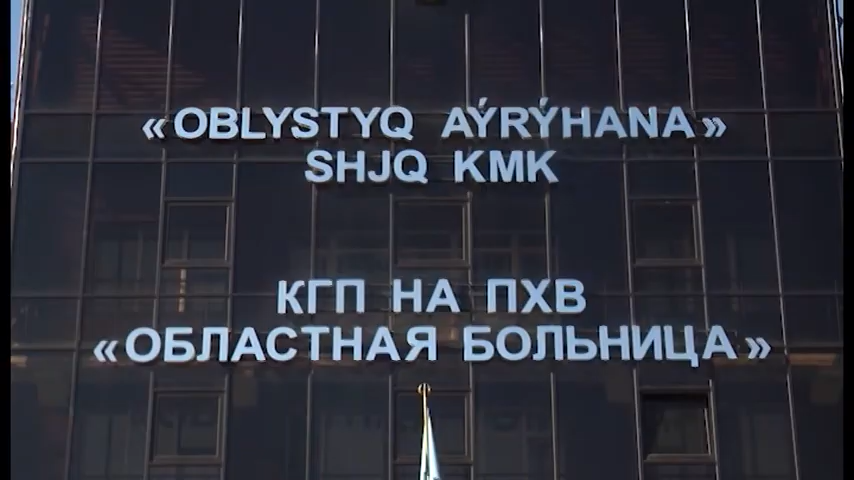 «OBLYSTYQ AÝRÝHANA»
SHJQ KMK
КГП НА ПХВ
«ОБЛАСТНАЯ БОЛЬНИЦА»